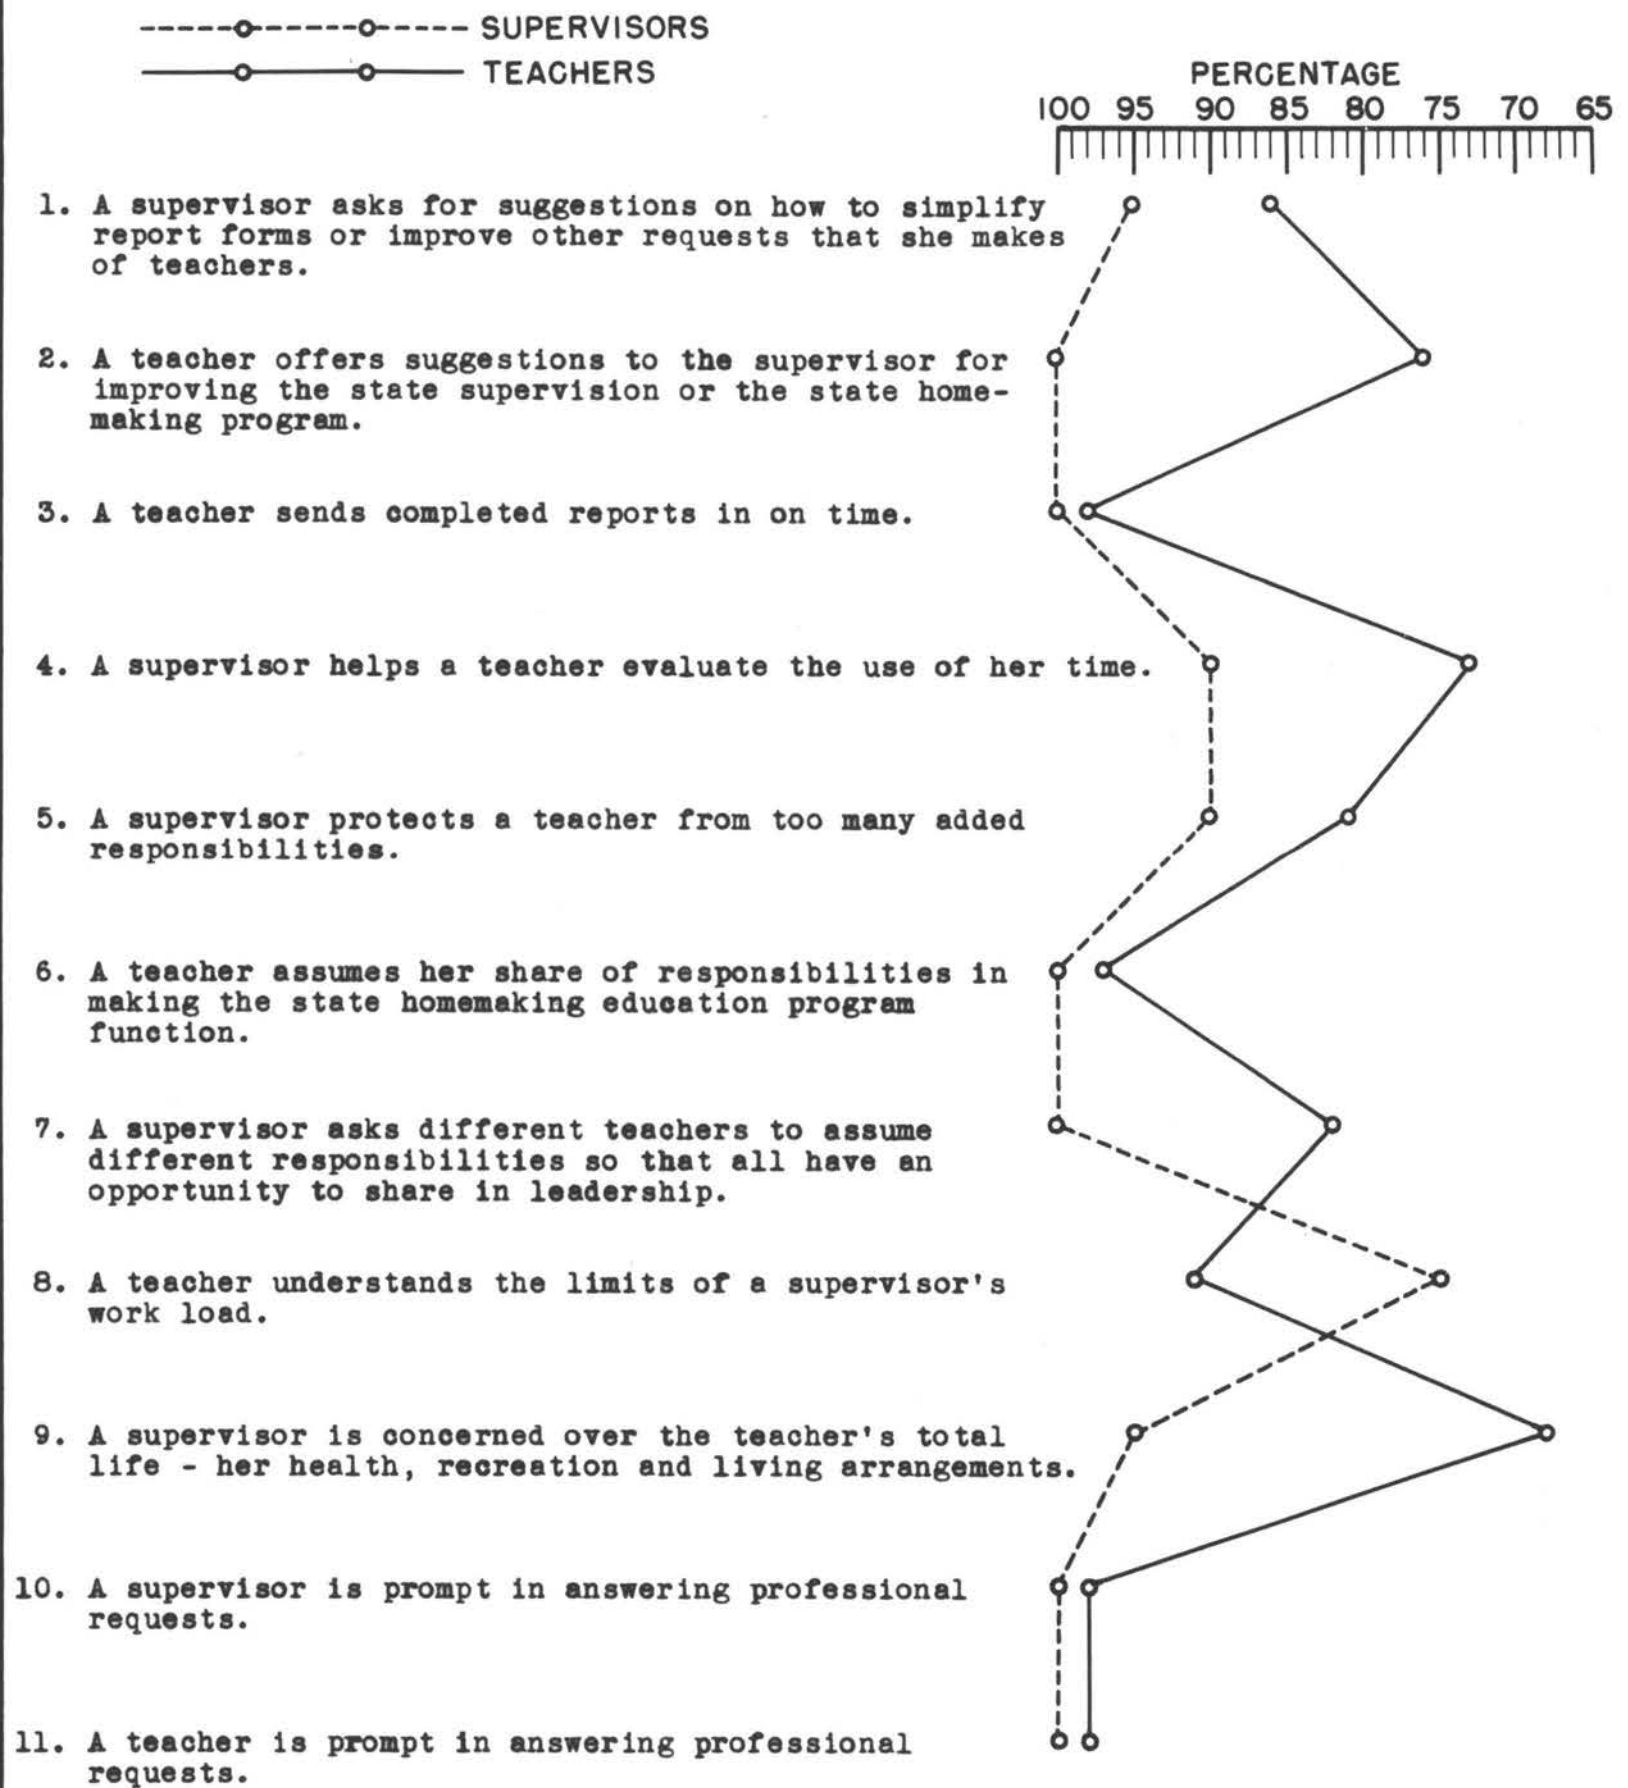 SUPERVISORS
TEACHERS
PERCENTAGE
100 95 90 85 80 75 70 65
1. A supervisor asks for suggestions on how to simplify
report forms or improve other requests that she makes
of teachers.
2. A teacher offers suggestions to the supervisor for
improving the state supervision or the state home-
making program.
3. A teacher sends completed reports in on time.
4. A supervisor helps a teacher evaluate the use of her time.
5. A supervisor protects a teacher from too many added
responsibilities.
6. A teacher assumes her share of responsibilities in
making the state homemaking education program
function.
7. A supervisor asks different teachers to assume
different responsibilities so that all have an
opportunity to share in leadership.
8. A teacher understands the limits of a supervisor's
work load.
9. A supervisor is concerned over the teacher's total
life - her health, recreation and living arrangements.
10. A supervisor is prompt in answering professional
requests.
11. A teacher is prompt in answering professional
requests.